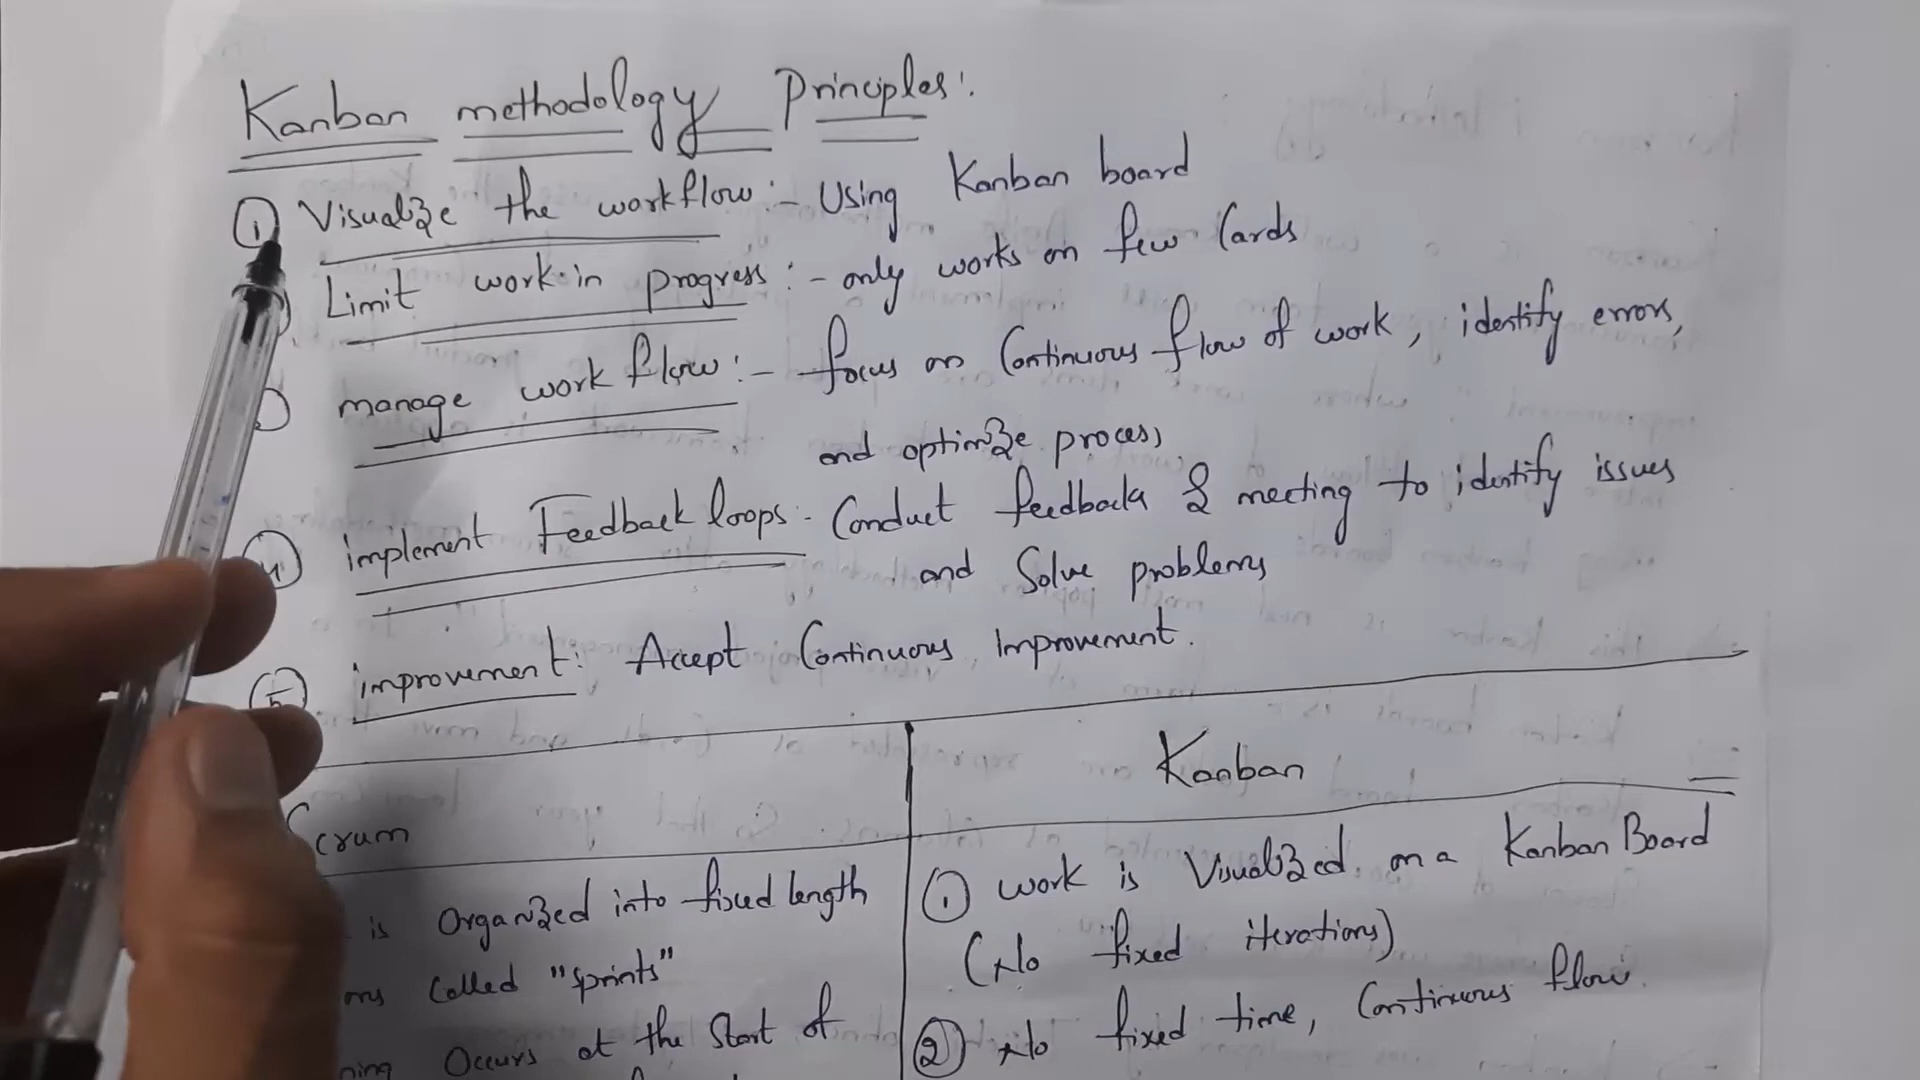 Kanban methodology Principles:
① Visualize the workflow:- Using Kanban board
Limit work in progress:- only works on few Cards
manage work flow:- focus on Continuous flow of work, identify errors,
and optimize process
④ implement Feedback loops - Conduct feedback & meeting to identify issues
and Solve problems
⑤ improvement: Accept Continuous Improvement.
Scrum
is Organized into fixed length
called "sprints"
Occurs at the Start of
Kanban
① work is Visualized on a Kanban Board
(No fixed iterations)
② No fixed time, Continuous flow.